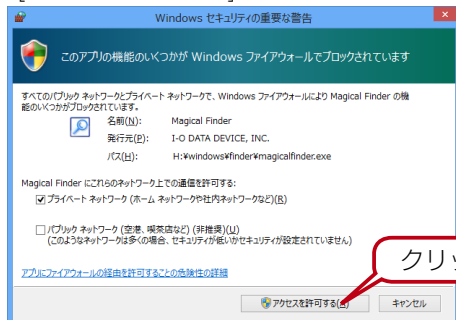 Windows セキュリティの重要な警告
このアプリの機能のいくつかが Windows ファイアウォールでブロックされています
すべてのパブリック ネットワークとプライベート ネットワークで、Windows ファイアウォールにより Magical Finder の機
能のいくつかがブロックされています。
名前(N): Magical Finder
発行元(P): I-O DATA DEVICE, INC.
パス(H): H:¥windows¥finder¥magicalfinder.exe
Magical Finder にこれらのネットワーク上での通信を許可する:
プライベート ネットワーク (ホーム ネットワークや社内ネットワークなど)(R)
パブリック ネットワーク (空港、喫茶店など) (非推奨)(U)
(このようなネットワークは多くの場合、セキュリティが低いかセキュリティが設定されていません)
アプリにファイアウォールの経由を許可することの危険性の詳細
クリッ
アクセスを許可する(A) キャンセル